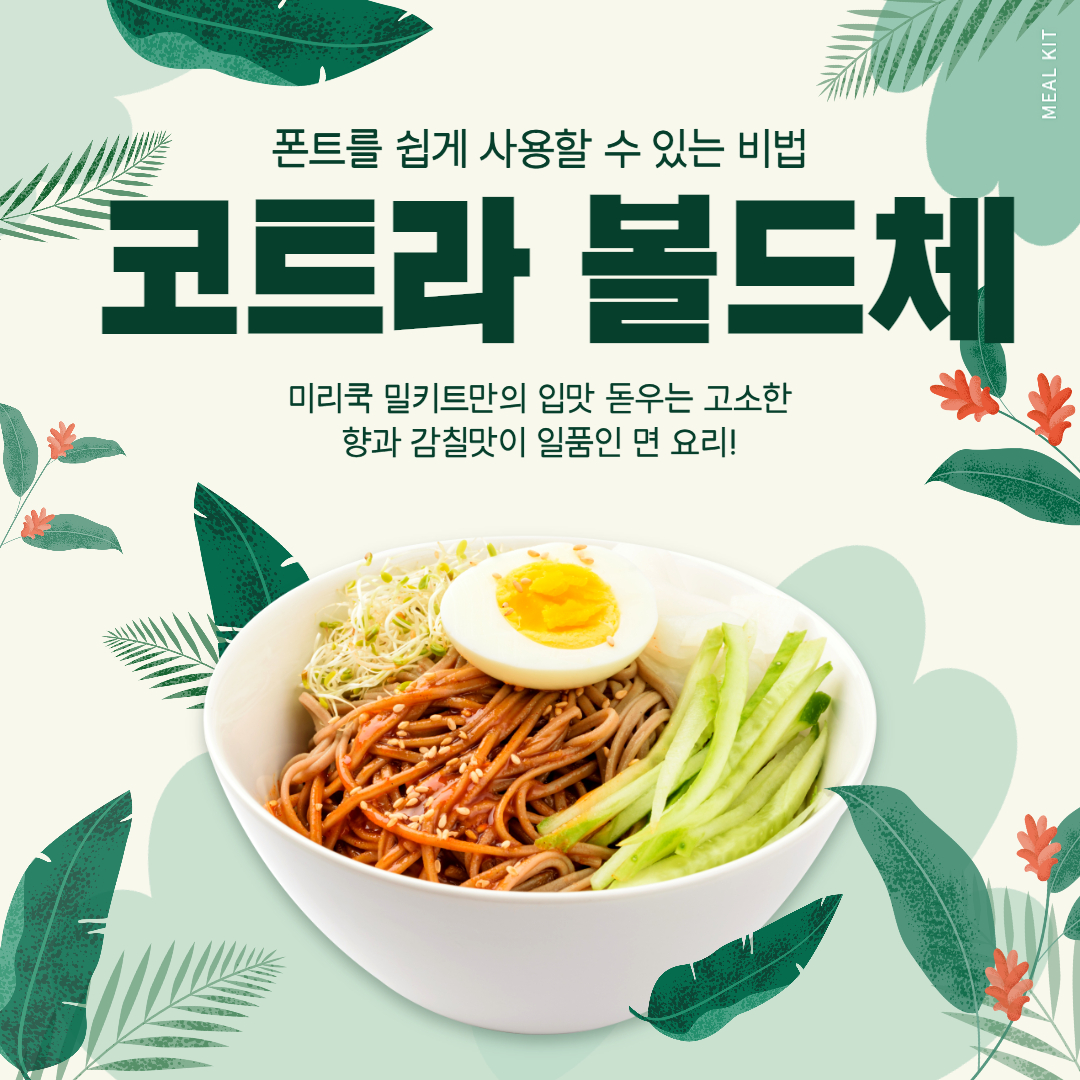 MEAL KIT
폰트를 쉽게 사용할 수 있는 비법
코트라 볼드체
미리쿡 밀키트만의 입맛 돋우는 고소한
향과 감칠맛이 일품인 면 요리!